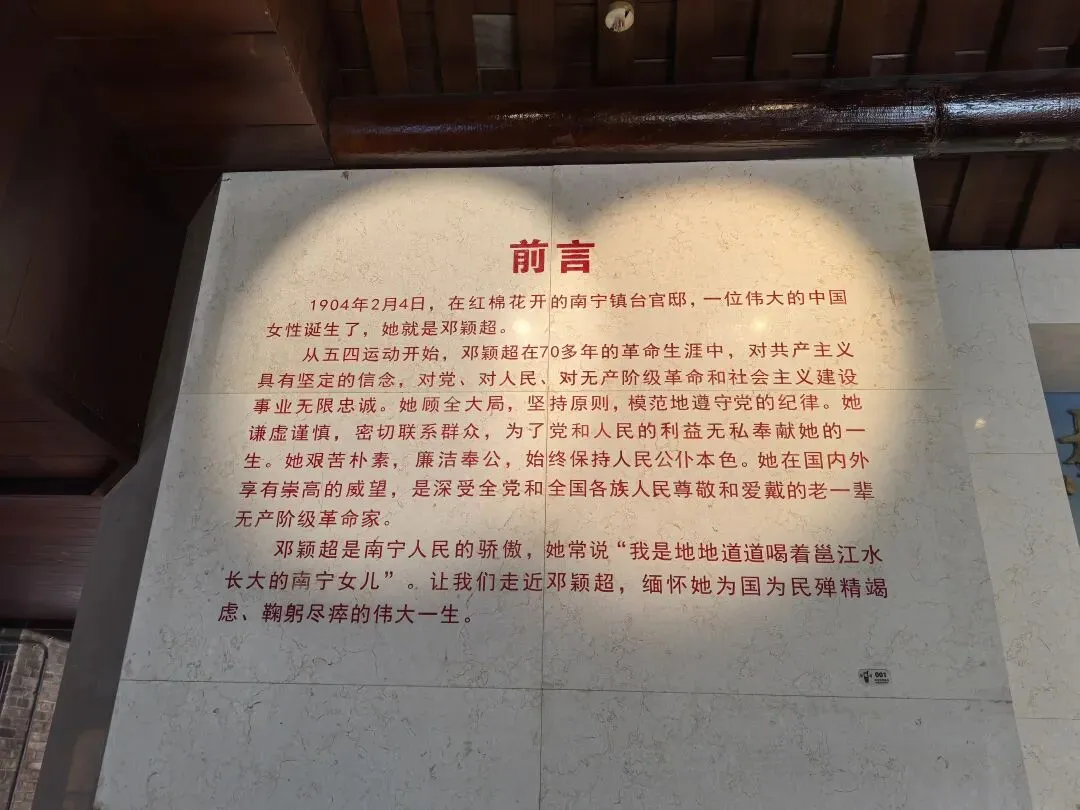 前言
1904年2月4日，在红棉花开的南宁镇台官邸，一位伟大的中国
女性诞生了，她就是邓颖超。
从五四运动开始，邓颖超在70多年的革命生涯中，对共产主义
具有坚定的信念，对党、对人民、对无产阶级革命和社会主义建设
事业无限忠诚。她顾全大局，坚持原则，模范地遵守党的纪律。她
谦虚谨慎，密切联系群众，为了党和人民的利益无私奉献她的一
生。她艰苦朴素，廉洁奉公，始终保持人民公仆本色。她在国内外
享有崇高的威望，是深受全党和全国各族人民尊敬和爱戴的老一辈
无产阶级革命家。
邓颖超是南宁人民的骄傲，她常说“我是地地道道喝着邕江水
长大的南宁女儿”。让我们走近邓颖超，缅怀她为国为民殚精竭
虑、鞠躬尽瘁的伟大一生。
001